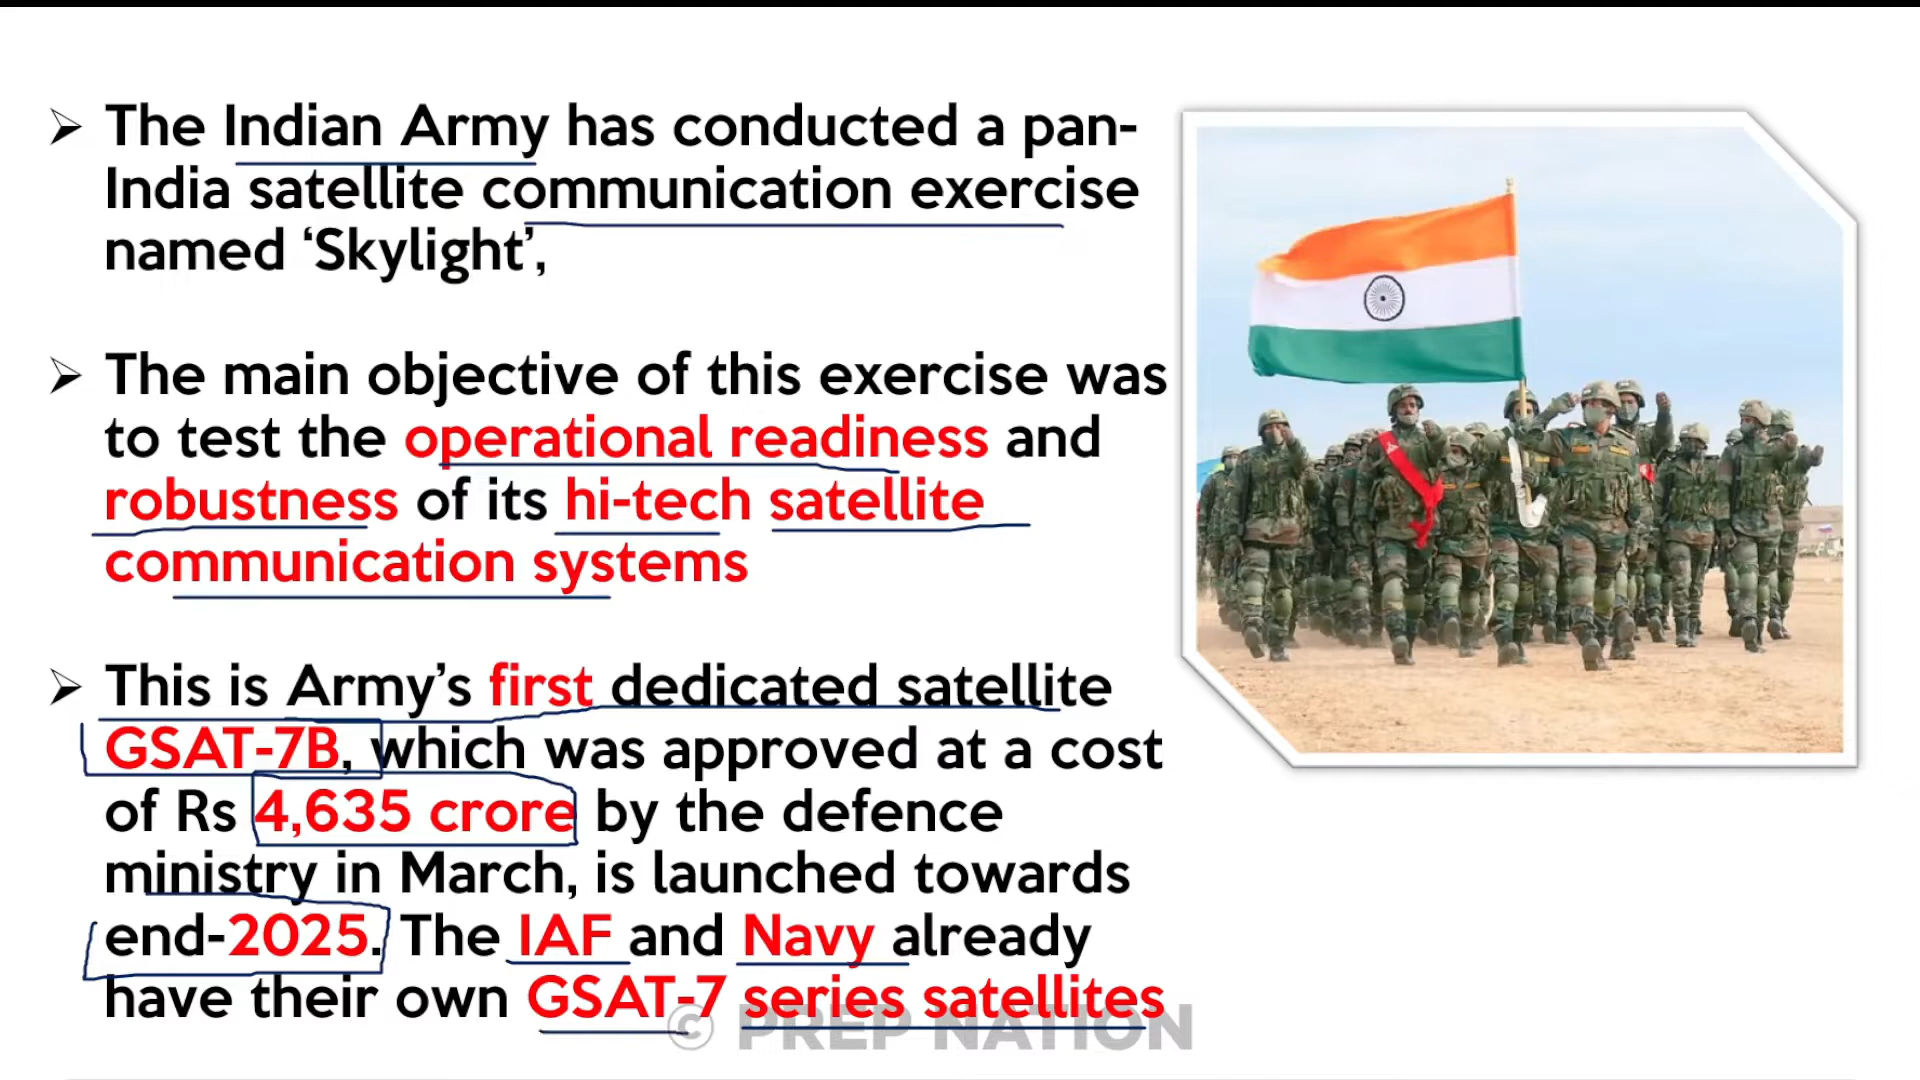 The Indian Army has conducted a pan-
India satellite communication exercise
named ‘Skylight’,
The main objective of this exercise was
to test the operational readiness and
robustness of its hi-tech satellite
communication systems
This is Army’s first dedicated satellite
GSAT-7B, which was approved at a cost
of Rs 4,635 crore by the defence
ministry in March, is launched towards
end-2025. The IAF and Navy already
have their own GSAT-7 series satellites
© PREP NATION